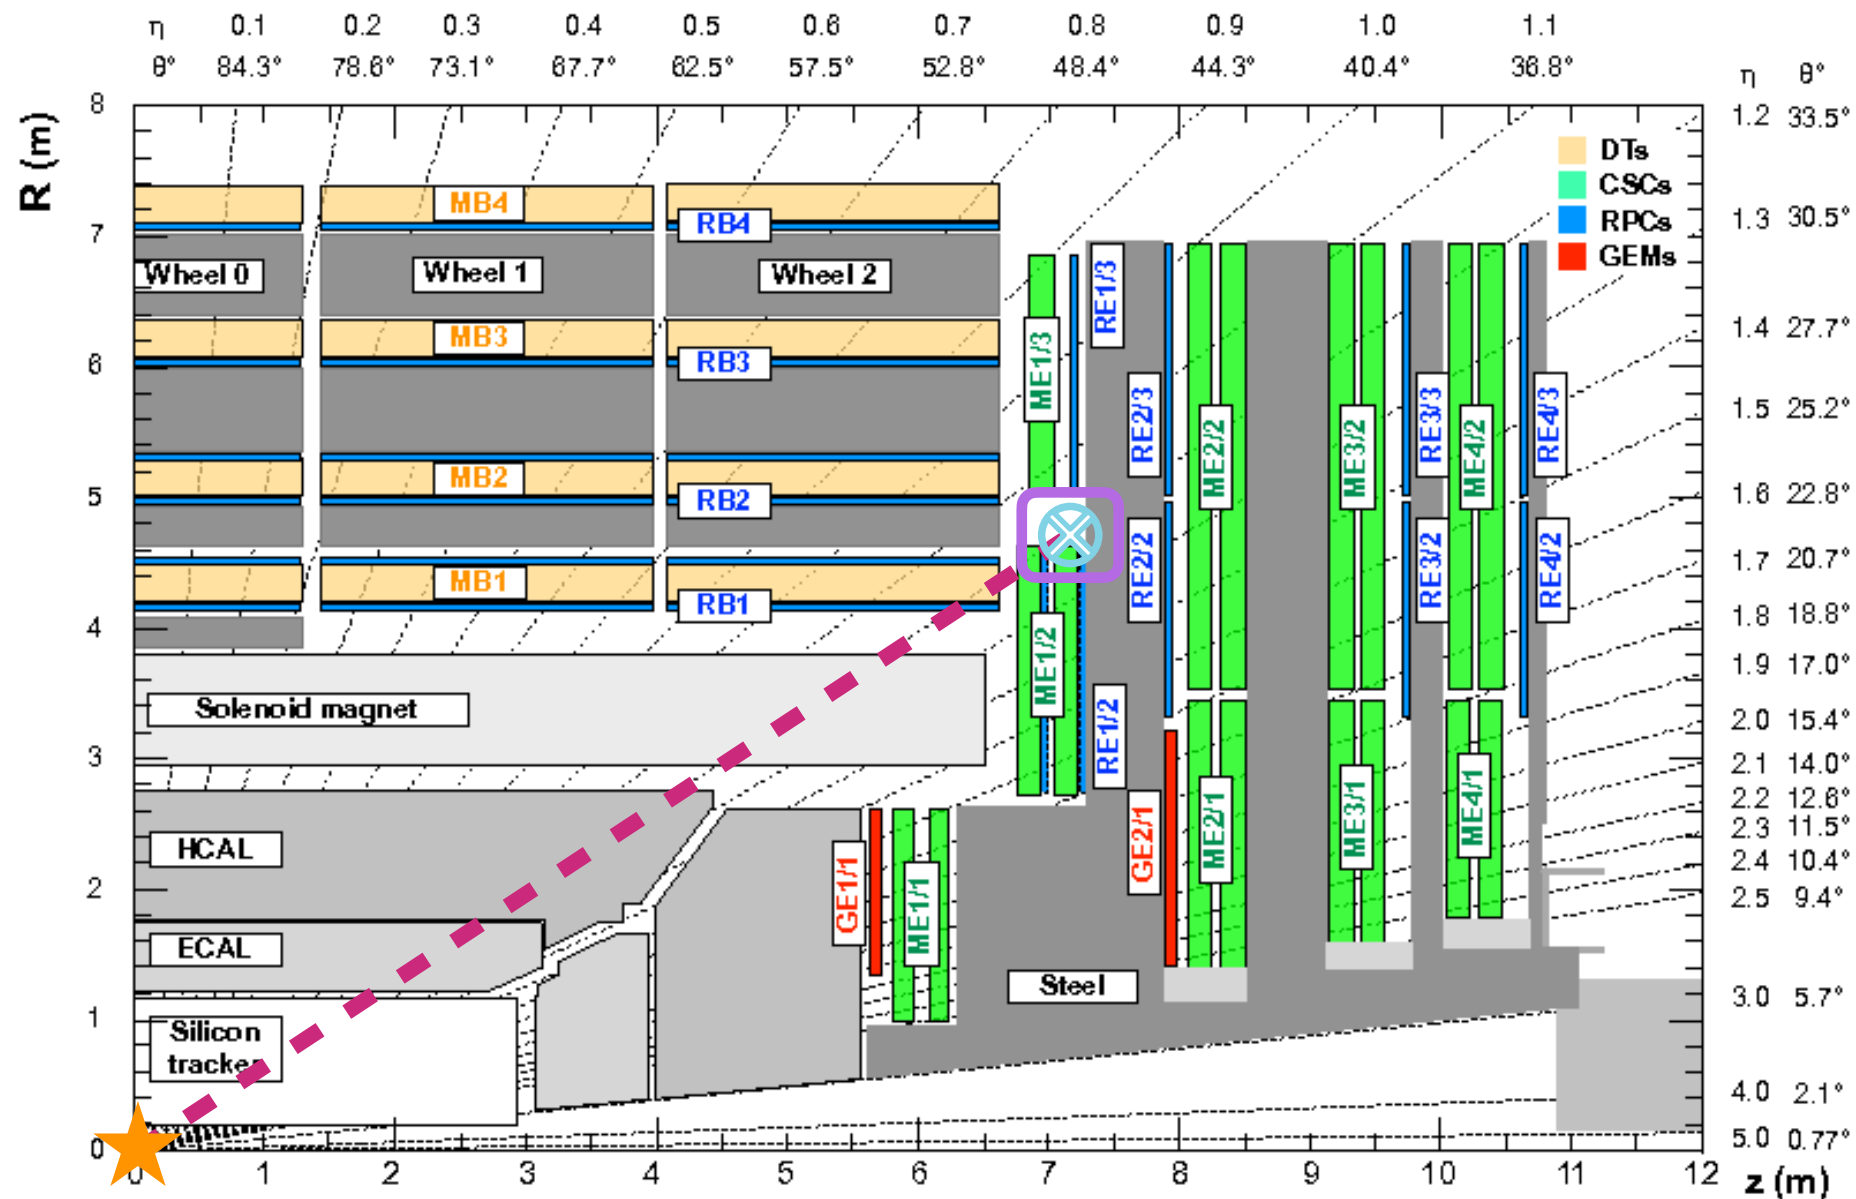 η 0.1 0.2 0.3 0.4 0.5 0.6 0.7 0.8 0.9 1.0 1.1
θ° 84.3° 78.6° 73.1° 67.7° 62.5° 57.5° 52.8° 48.4° 44.3° 40.4° 36.8° η θ°
R (m)
8
7
6
5
4
3
2
1
0
1.2 33.5°
1.3 30.5°
1.4 27.7°
1.5 25.2°
1.6 22.8°
1.7 20.7°
1.8 18.8°
1.9 17.0°
2.0 15.4°
2.1 14.0°
2.2 12.6°
2.3 11.5°
2.4 10.4°
2.5 9.4°
3.0 5.7°
4.0 2.1°
5.0 0.77°
DTs
CSCs
RPCs
GEMs
MB4
RB4
Wheel 0
Wheel 1
Wheel 2
MB3
RB3
MB2
RB2
MB1
RB1
Solenoid magnet
HCAL
ECAL
Silicon
tracker
Steel
ME1/3
RE1/3
RE2/3
ME2/2
ME3/2
RE3/3
ME4/2
RE4/3
ME1/2
RE1/2
RE2/2
RE3/2
RE4/2
GE1/1
ME1/1
GE2/1
ME2/1
ME3/1
ME4/1
0 1 2 3 4 5 6 7 8 9 10 11 12
z (m)